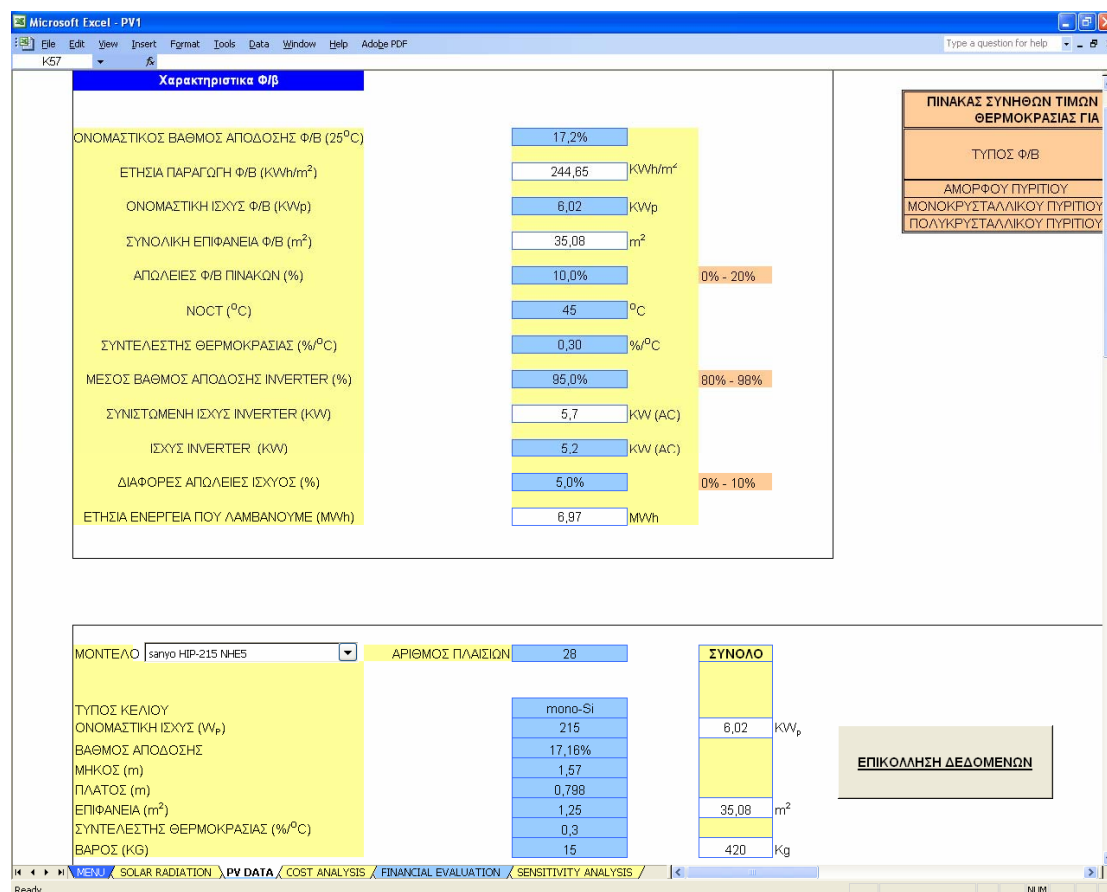 Microsoft Excel - PV1
File Edit View Insert Format Tools Data Window Help Adobe PDF Type a question for help
K57 fx
Χαρακτηριστικα Φ/β
ΟΝΟΜΑΣΤΙΚΟΣ ΒΑΘΜΟΣ ΑΠΟΔΟΣΗΣ Φ/Β (25⁰C) 17,2%
ΕΤΗΣΙΑ ΠΑΡΑΓΩΓΗ Φ/Β (KWh/m²) 244,65 KWh/m²
ΟΝΟΜΑΣΤΙΚΗ ΙΣΧΥΣ Φ/Β (KWp) 6,02 KWp
ΣΥΝΟΛΙΚΗ ΕΠΙΦΑΝΕΙΑ Φ/Β (m²) 35,08 m²
ΑΠΩΛΕΙΕΣ Φ/Β ΠΙΝΑΚΩΝ (%) 10,0% 0% - 20%
NOCT (⁰C) 45 ⁰C
ΣΥΝΤΕΛΕΣΤΗΣ ΘΕΡΜΟΚΡΑΣΙΑΣ (%/⁰C) 0,30 %/⁰C
ΜΕΣΟΣ ΒΑΘΜΟΣ ΑΠΟΔΟΣΗΣ INVERTER (%) 95,0% 80% - 98%
ΣΥΝΙΣΤΩΜΕΝΗ ΙΣΧΥΣ INVERTER (KW) 5,7 KW (AC)
ΙΣΧΥΣ INVERTER (KW) 5,2 KW (AC)
ΔΙΑΦΟΡΕΣ ΑΠΩΛΕΙΕΣ ΙΣΧΥΟΣ (%) 5,0% 0% - 10%
ΕΤΗΣΙΑ ΕΝΕΡΓΕΙΑ ΠΟΥ ΛΑΜΒΑΝΟΥΜΕ (MWh) 6,97 MWh
ΠΙΝΑΚΑΣ ΣΥΝΗΘΩΝ ΤΙΜΩΝ
ΘΕΡΜΟΚΡΑΣΙΑΣ ΓΙΑ
ΤΥΠΟΣ Φ/Β
ΑΜΟΡΦΟΥ ΠΥΡΙΤΙΟΥ
ΜΟΝΟΚΡΥΣΤΑΛΛΙΚΟΥ ΠΥΡΙΤΙΟΥ
ΠΟΛΥΚΡΥΣΤΑΛΛΙΚΟΥ ΠΥΡΙΤΙΟΥ
ΜΟΝΤΕΛΟ sanyo HIP-215 NHE5 ΑΡΙΘΜΟΣ ΠΛΑΙΣΙΩΝ 28 ΣΥΝΟΛΟ
ΤΥΠΟΣ ΚΕΛΙΟΥ mono-Si
ΟΝΟΜΑΣΤΙΚΗ ΙΣΧΥΣ (Wₚ) 215 6,02 KWₚ
ΒΑΘΜΟΣ ΑΠΟΔΟΣΗΣ 17,16%
ΜΗΚΟΣ (m) 1,57
ΠΛΑΤΟΣ (m) 0,798
ΕΠΙΦΑΝΕΙΑ (m²) 1,25 35,08 m²
ΣΥΝΤΕΛΕΣΤΗΣ ΘΕΡΜΟΚΡΑΣΙΑΣ (%/⁰C) 0,3
ΒΑΡΟΣ (KG) 15 420 Kg
ΕΠΙΚΟΛΛΗΣΗ ΔΕΔΟΜΕΝΩΝ
MENU SOLAR RADIATION PV DATA COST ANALYSIS FINANCIAL EVALUATION SENSITIVITY ANALYSIS
Ready NUM